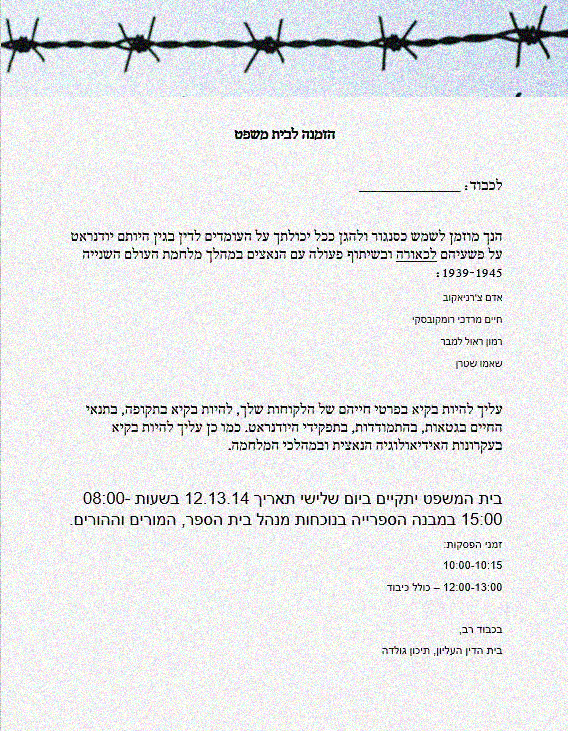 הזמנה לבית משפט
לכבוד: ______________
הנך מוזמן לשמש כסנגור ולהגן ככל יכולתך על העומדים לדין בגין היותם יודנראט
על פשעיהם לכאורה ובשיתוף פעולה עם הנאצים במהלך מלחמת העולם השנייה
1939-1945:
אדם צ'רניאקוב
חיים מרדכי רומקובסקי
רמון ראול למבר
שאמו שטרן
עליך להיות בקיא בפרטי חייהם של הלקוחות שלך, להיות בקיא בתקופה, בתנאי
החיים בגטאות, בהתמודדות, בתפקידי היודנראט. כמו כן עליך להיות בקיא
בעקרונות האידיאולוגיה הנאצית ובמהלכי המלחמה.
בית המשפט יתקיים ביום שלישי תאריך 12.13.14 בשעות 08:00-
15:00 במבנה הספרייה בנוכחות מנהל בית הספר, המורים וההורים.
זמני הפסקות:
10:00-10:15
12:00-13:00 – כולל כיבוד
בכבוד רב,
בית הדין העליון, תיכון גולדה